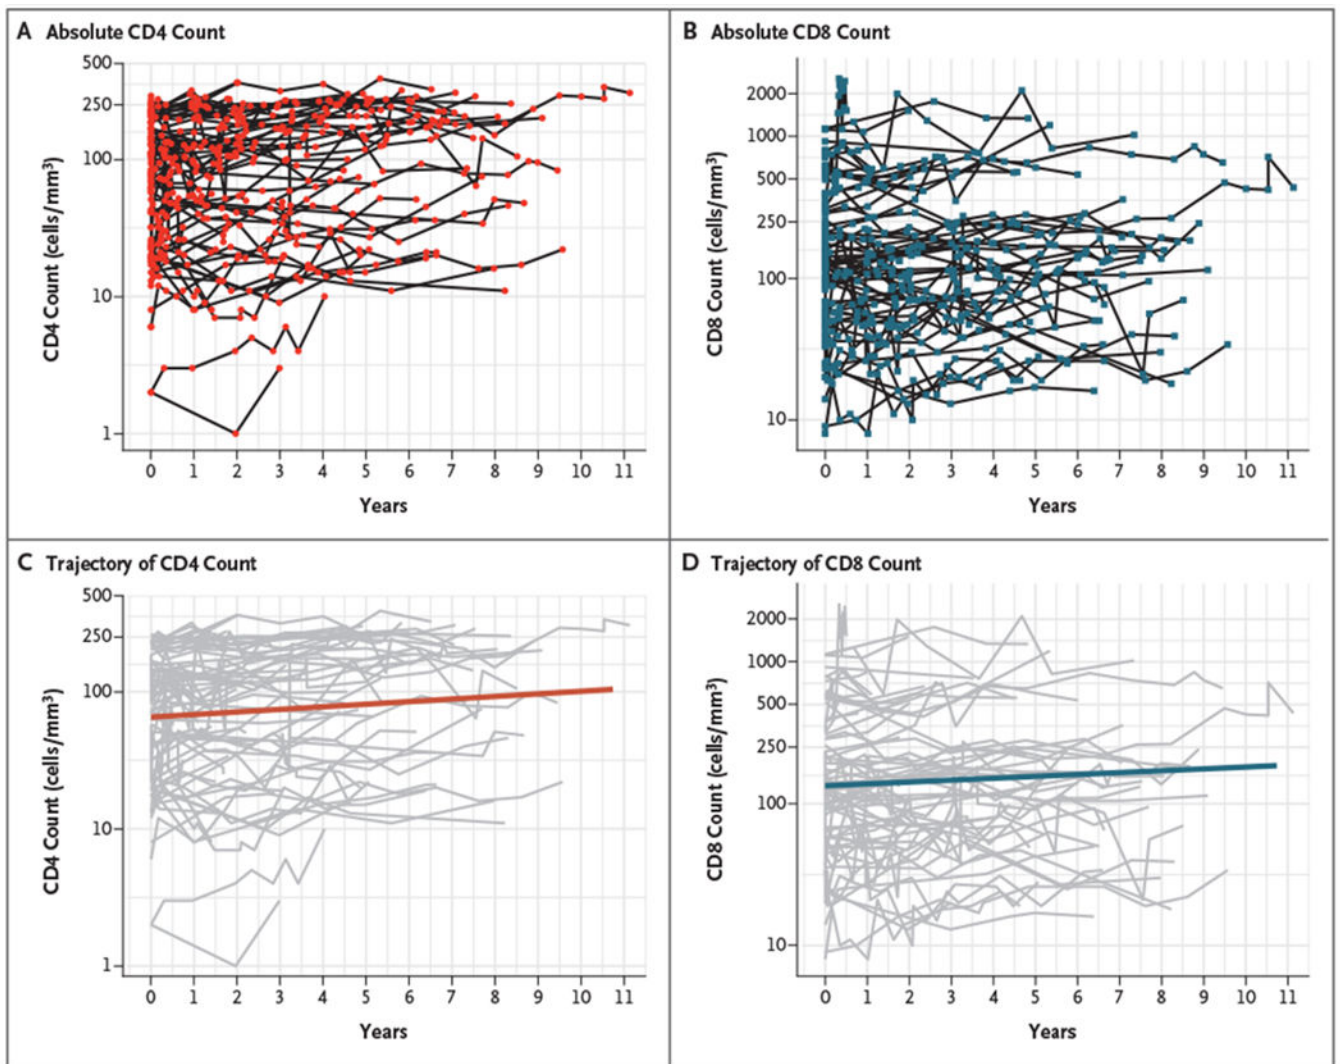 A Absolute CD4 Count
CD4 Count (cells/mm³)
500
250
100
10
1
0 1 2 3 4 5 6 7 8 9 10 11
Years
B Absolute CD8 Count
CD8 Count (cells/mm³)
2000
1000
500
250
100
10
0 1 2 3 4 5 6 7 8 9 10 11
Years
C Trajectory of CD4 Count
CD4 Count (cells/mm³)
500
250
100
10
1
0 1 2 3 4 5 6 7 8 9 10 11
Years
D Trajectory of CD8 Count
CD8 Count (cells/mm³)
2000
1000
500
250
100
10
0 1 2 3 4 5 6 7 8 9 10 11
Years